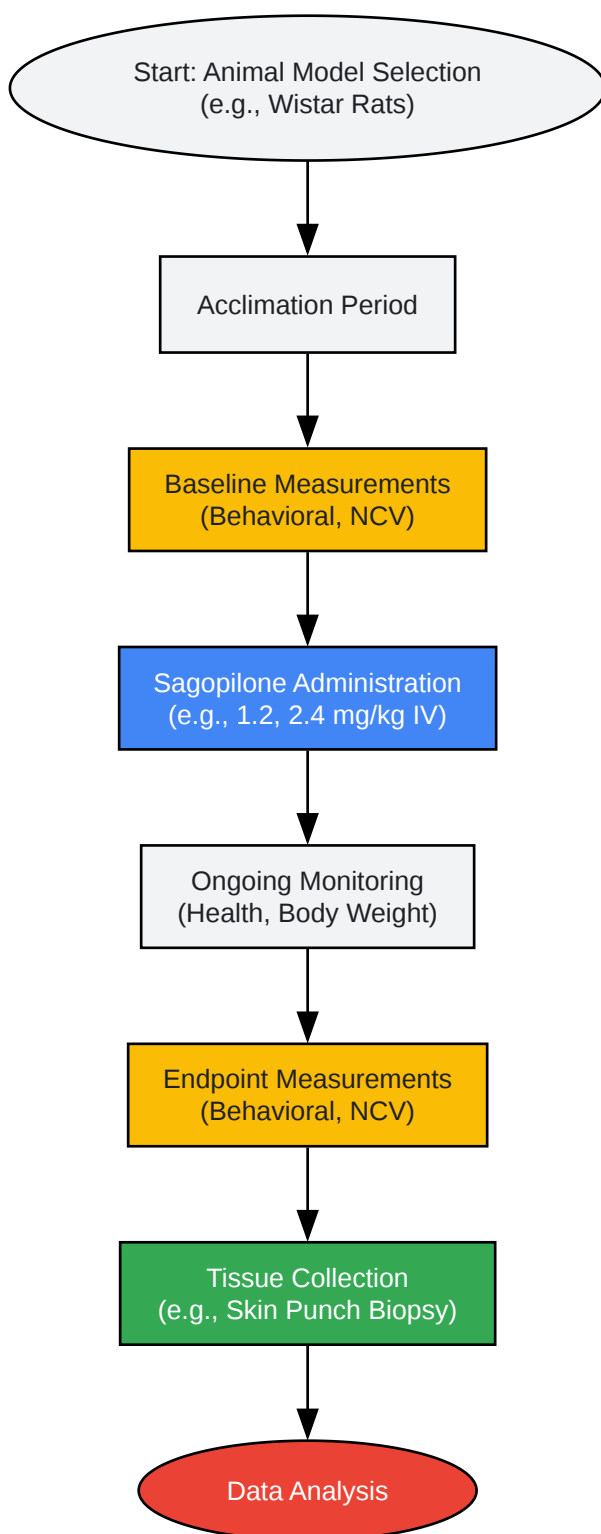 Start: Animal Model Selection
(e.g., Wistar Rats)
Acclimation Period
Baseline Measurements
(Behavioral, NCV)
Sagopilone Administration
(e.g., 1.2, 2.4 mg/kg IV)
Ongoing Monitoring
(Health, Body Weight)
Endpoint Measurements
(Behavioral, NCV)
Tissue Collection
(e.g., Skin Punch Biopsy)
Data Analysis